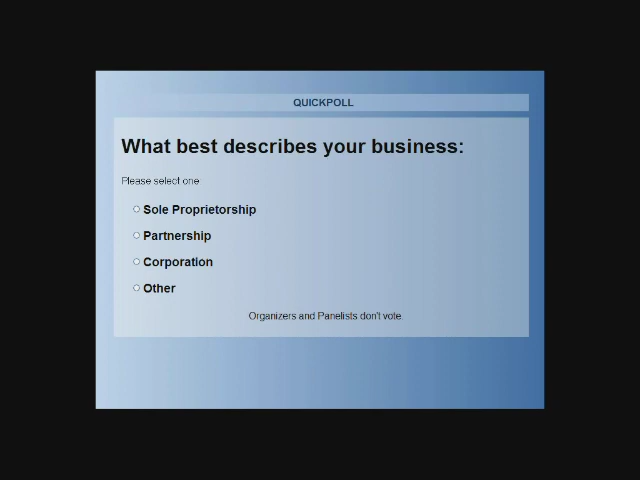 QUICKPOLL
What best describes your business:
Please select one
Sole Proprietorship
Partnership
Corporation
Other
Organizers and Panelists don't vote